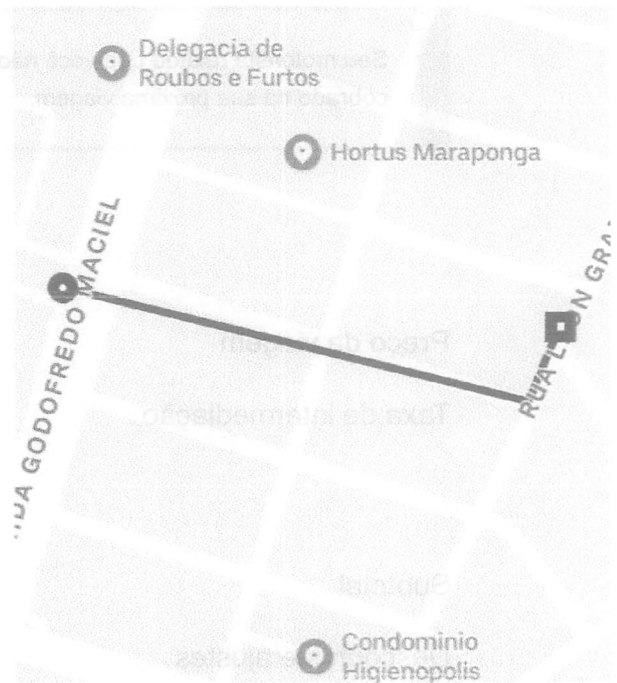 Delegacia de
Roubos e Furtos
Hortus Maraponga
GODOFREDO MACIEL
RUA
Condominio
Higienopolis
Preço da viagem
Taxa de intermediação
Subtotal